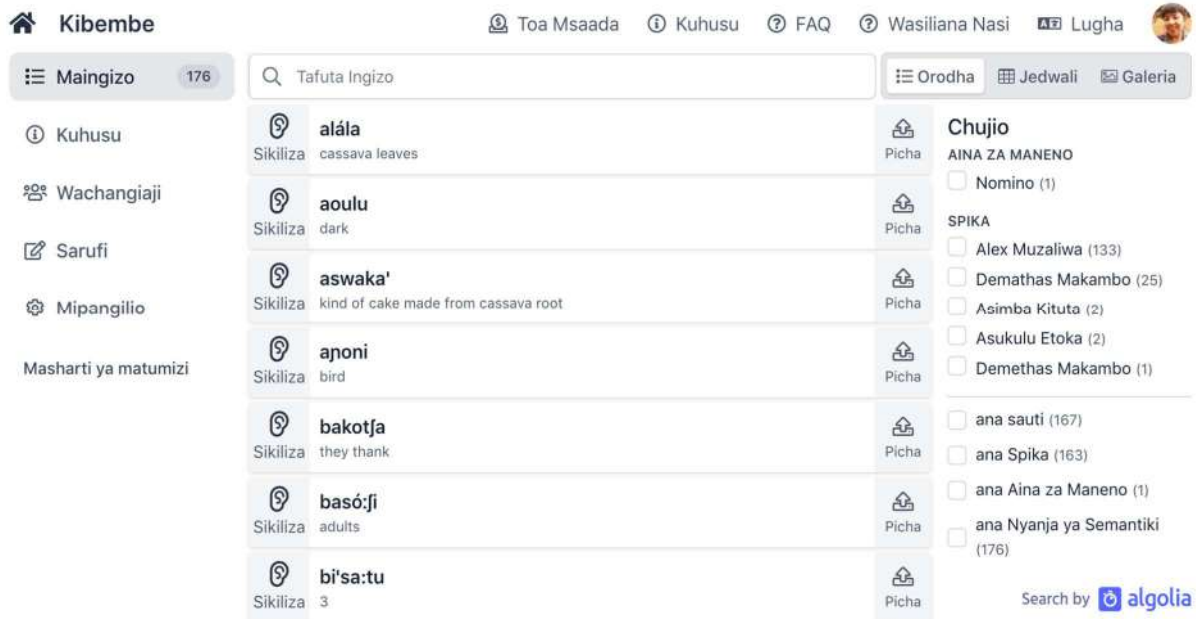 Kibembe
Toa Msaada
Kuhusu
FAQ
Wasiliana Nasi
Lugha
Maingizo 176
Kuhusu
Wachangiaji
Sarufi
Mipangilio
Masharti ya matumizi
Tafuta Ingizo
Orodha
Jedwali
Galeria
alála
Sikiliza cassava leaves
Picha
aoulu
Sikiliza dark
Picha
aswaka'
Sikiliza kind of cake made from cassava root
Picha
aɲoni
Sikiliza bird
Picha
bakotʃa
Sikiliza they thank
Picha
basó:ʃi
Sikiliza adults
Picha
bi'sa:tu
Sikiliza 3
Picha
Chujio
AINA ZA MANENO
Nomino (1)
SPIKA
Alex Muzaliwa (133)
Demathas Makambo (25)
Asimba Kituta (2)
Asukulu Etoka (2)
Demethas Makambo (1)
ana sauti (167)
ana Spika (163)
ana Aina za Maneno (1)
ana Nyanja ya Semantiki
(176)
Search by algolia